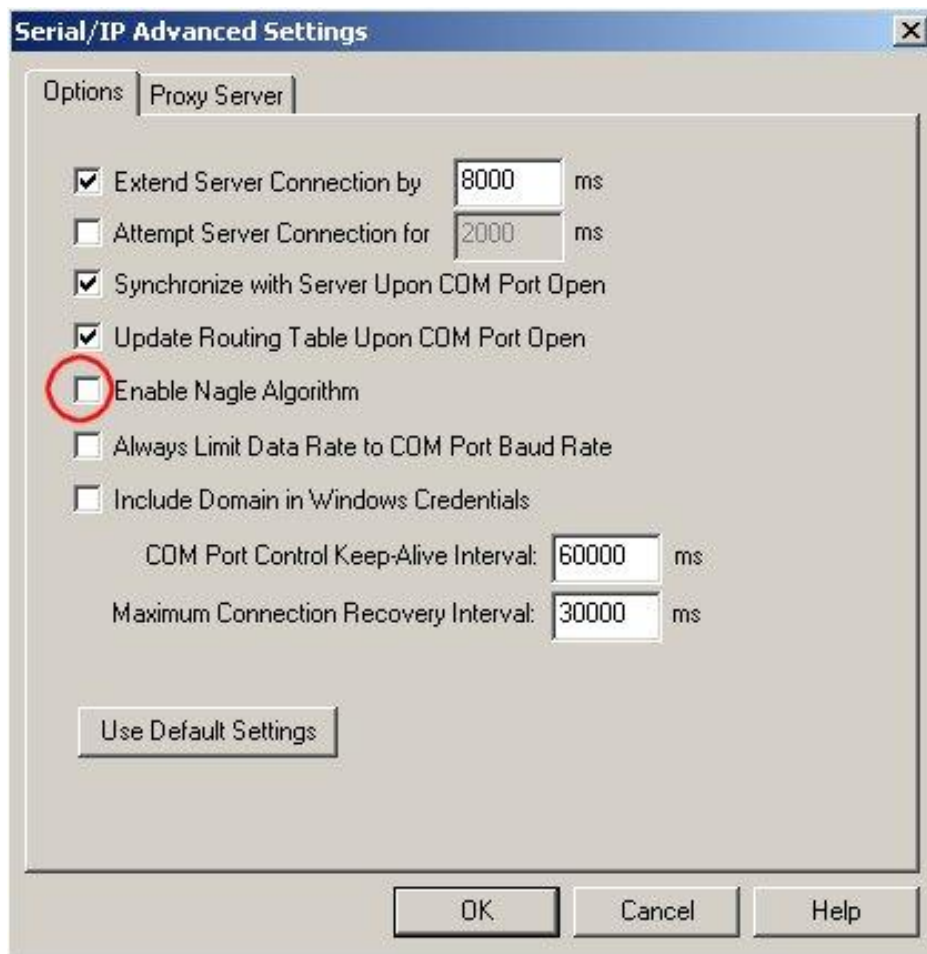 Serial/IP Advanced Settings
Options Proxy Server
Extend Server Connection by 8000 ms
Attempt Server Connection for 2000 ms
Synchronize with Server Upon COM Port Open
Update Routing Table Upon COM Port Open
Enable Nagle Algorithm
Always Limit Data Rate to COM Port Baud Rate
Include Domain in Windows Credentials
COM Port Control Keep-Alive Interval: 60000 ms
Maximum Connection Recovery Interval: 30000 ms
Use Default Settings
OK Cancel Help